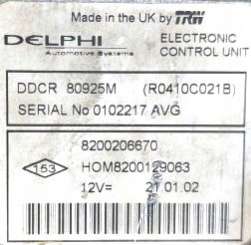 Made in the UK by TRW
DELPHI ELECTRONIC
Automotive Systems CONTROL UNIT
DDCR 80925M (R0410C021B)
SERIAL No 0102217 AVG
8200206670
153 HOM8200129063
12V= 21.01.02